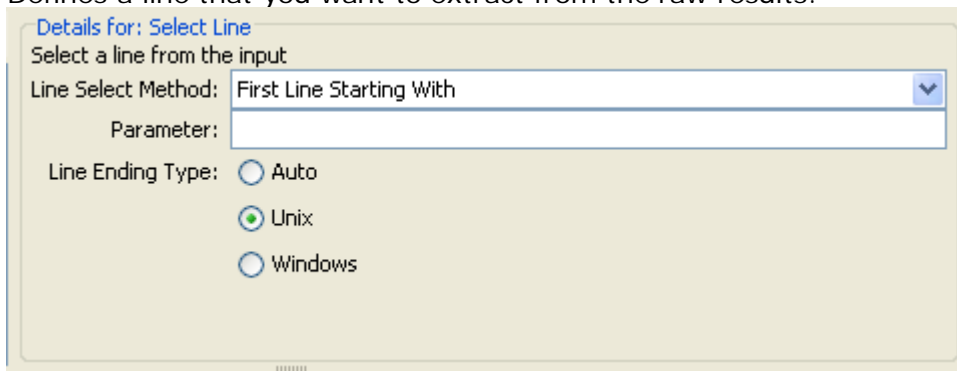 Defines a line that you want to extrast from the raw results.
Details for: Select Line
Select a line from the input
Line Select Method: First Line Starting With
Parameter:
Line Ending Type: Auto
Unix
Windows